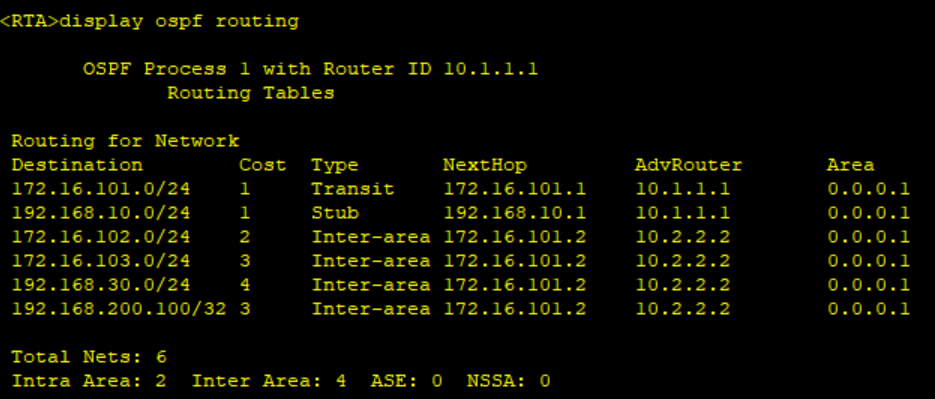 <RTA>display ospf routing
OSPF Process 1 with Router ID 10.1.1.1
Routing Tables
Routing for Network
Destination Cost Type NextHop AdvRouter Area
172.16.101.0/24 1 Transit 172.16.101.1 10.1.1.1 0.0.0.1
192.168.10.0/24 1 Stub 192.168.10.1 10.1.1.1 0.0.0.1
172.16.102.0/24 2 Inter-area 172.16.101.2 10.2.2.2 0.0.0.1
172.16.103.0/24 3 Inter-area 172.16.101.2 10.2.2.2 0.0.0.1
192.168.30.0/24 4 Inter-area 172.16.101.2 10.2.2.2 0.0.0.1
192.168.200.100/32 3 Inter-area 172.16.101.2 10.2.2.2 0.0.0.1
Total Nets: 6
Intra Area: 2 Inter Area: 4 ASE: 0 NSSA: 0